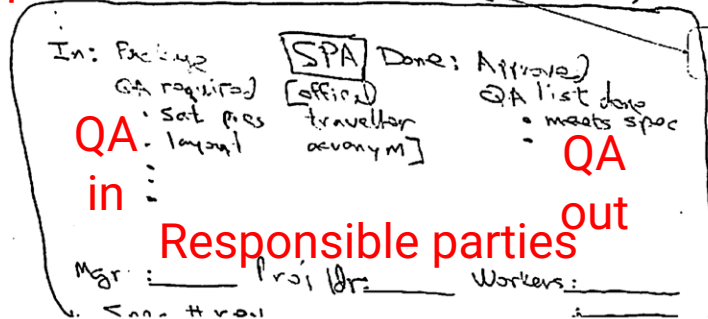 In: Package SPA Done: Approved
QA required [official QA list done
• sat pics traveller • meets spec
• layout acronym]
QA in
QA out
Responsible parties
Mgr: Proj ldr: Workers: